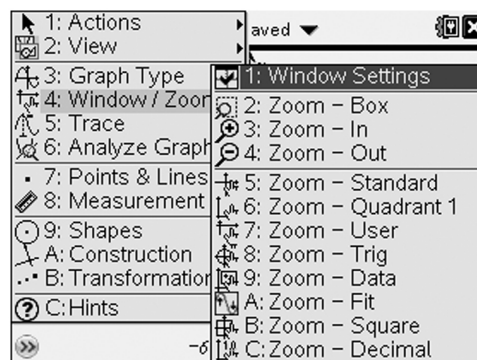 1: Actions
2: View
3: Graph Type
4: Window / Zoor
5: Trace
6: Analyze Graph
7: Points & Lines
8: Measurement
9: Shapes
A: Construction
B: Transformatior
C:Hints
aved
1: Window Settings
2: Zoom – Box
3: Zoom – In
4: Zoom – Out
5: Zoom – Standard
6: Zoom – Quadrant 1
7: Zoom – User
8: Zoom – Trig
9: Zoom – Data
A: Zoom – Fit
B: Zoom – Square
C: Zoom – Decimal
-6